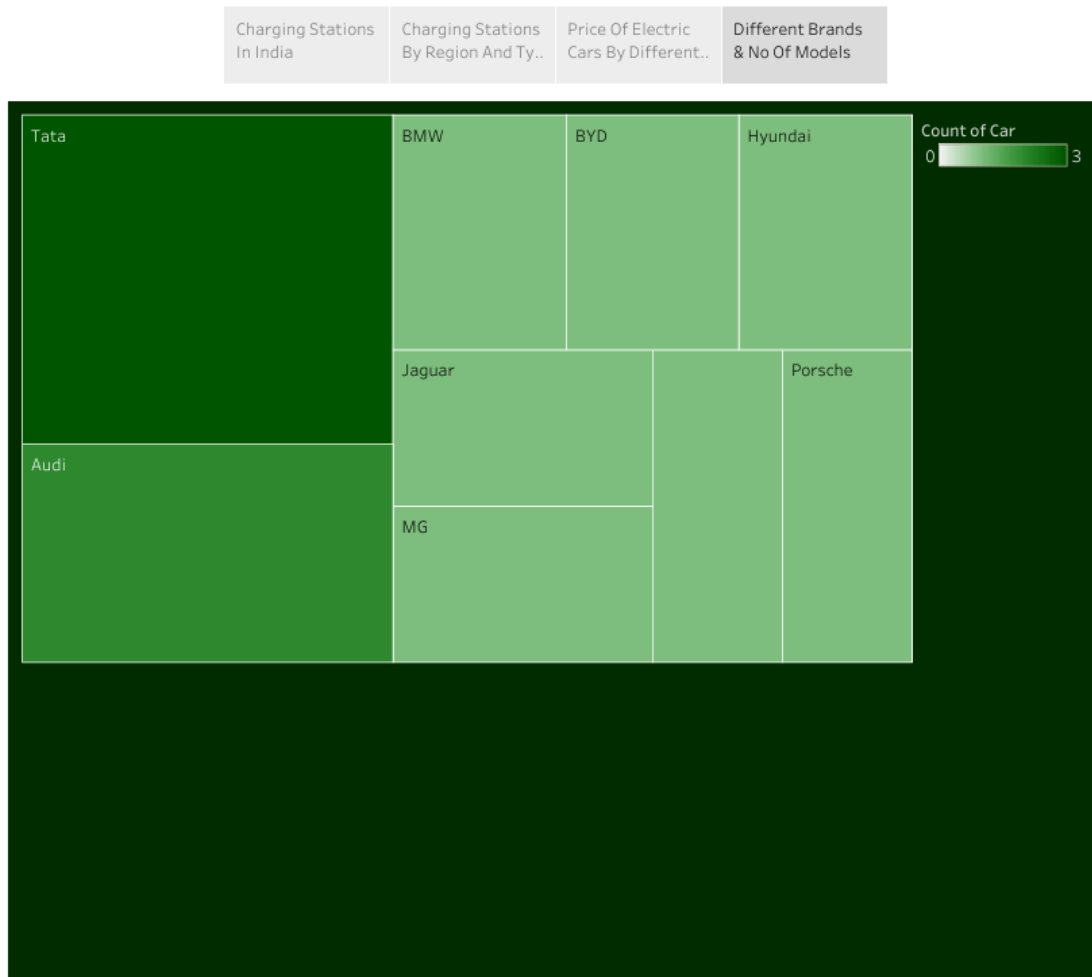 Charging Stations
In India
Charging Stations
By Region And Ty..
Price Of Electric
Cars By Different..
Different Brands
& No Of Models
Tata
BMW
BYD
Hyundai
Count of Car
0
3
Jaguar
Porsche
Audi
MG